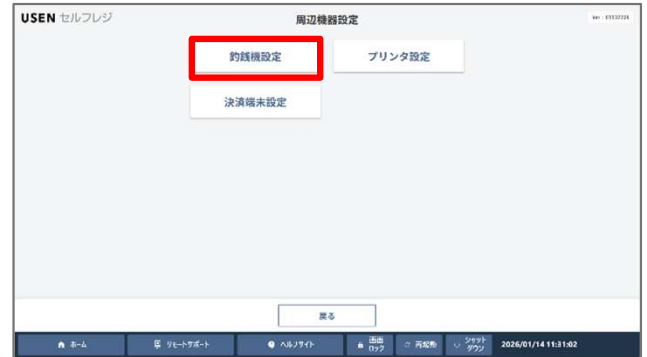 USEN セルフレジ
周辺機器設定
釣銭機設定
プリンタ設定
決済端末設定
戻る
ホーム
リモートサポート
ヘルプサイト
画面
ロック
再起動
シャット
ダウン
2026/01/14 11:31:02